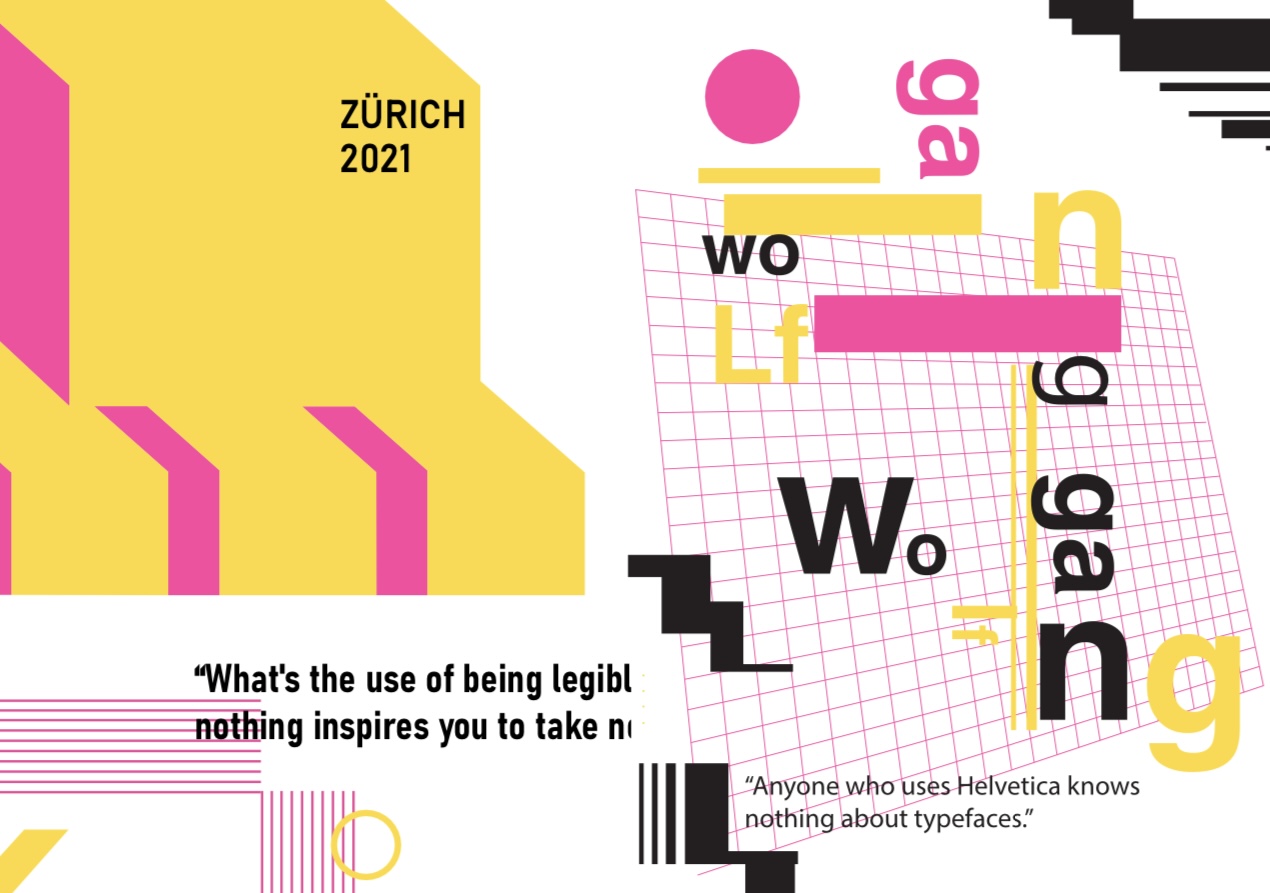 ZÜRICH
2021
“What's the use of being legibl
nothing inspires you to take n
ga
n
wo
Lf
g
Wo
ga
lf
ng
“Anyone who uses Helvetica knows
nothing about typefaces.”